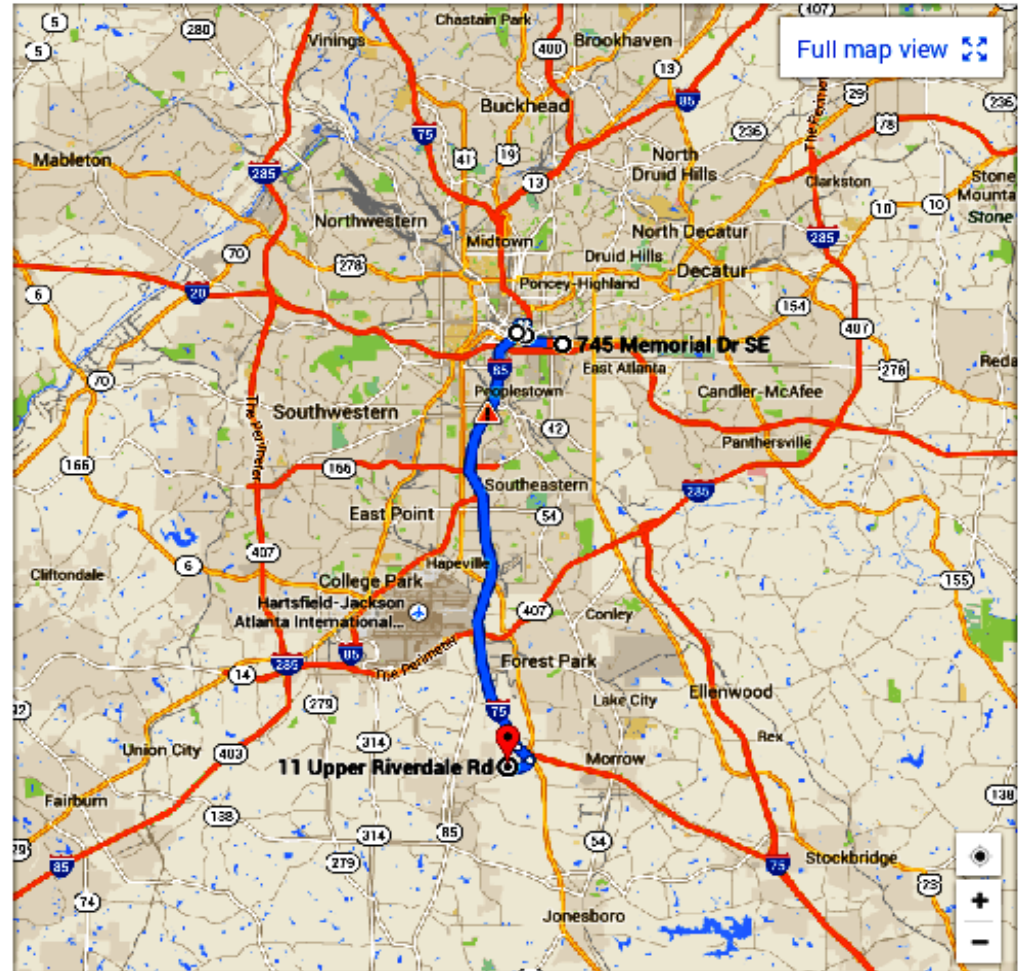 Chastain Park
407
5
280
5
Vinings
400
Brookhaven
Full map view
13
29
Buckhead
85
236
75
236
78
The Perime
41
19
Mableton
North
Druid Hills
285
13
Clarkston
Stone
Mounta
Stone
Northwestern
10
10
North Decatur
285
Midtown
70
Druid Hills
278
Decatur
20
Poncey-Highland
6
154
407
745 Memorial Dr SE
85
East Atlanta
278
Reda
70
Peoplestown
Candler-McAfee
Southwestern
The Perimeter
42
Panthersville
166
166
Southeastern
285
East Point
54
407
Hapeville
6
155
Cliftondale
College Park
Hartsfield-Jackson
Atlanta International...
407
Conley
85
The Perimeter
285
14
Forest Park
Ellenwood
279
Lake City
75
Rex
314
Union City
403
11 Upper Riverdale Rd
Morrow
138
Fairburn
138
85
314
54
29
279
85
75
Stockbridge
74
23
Jonesboro
+
−